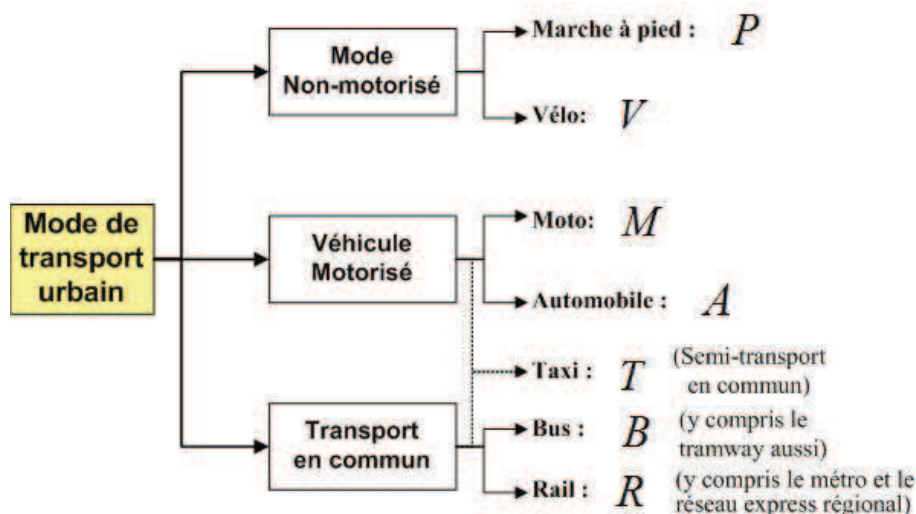 Mode de
transport
urbain
Mode
Non-motorisé
Marche à pied : P
Vélo: V
Véhicule
Motorisé
Moto: M
Automobile : A
Taxi : T (Semi-transport
en commun)
Transport
en commun
Bus : B (y compris le
tramway aussi)
Rail : R (y compris le métro et le
réseau express régional)